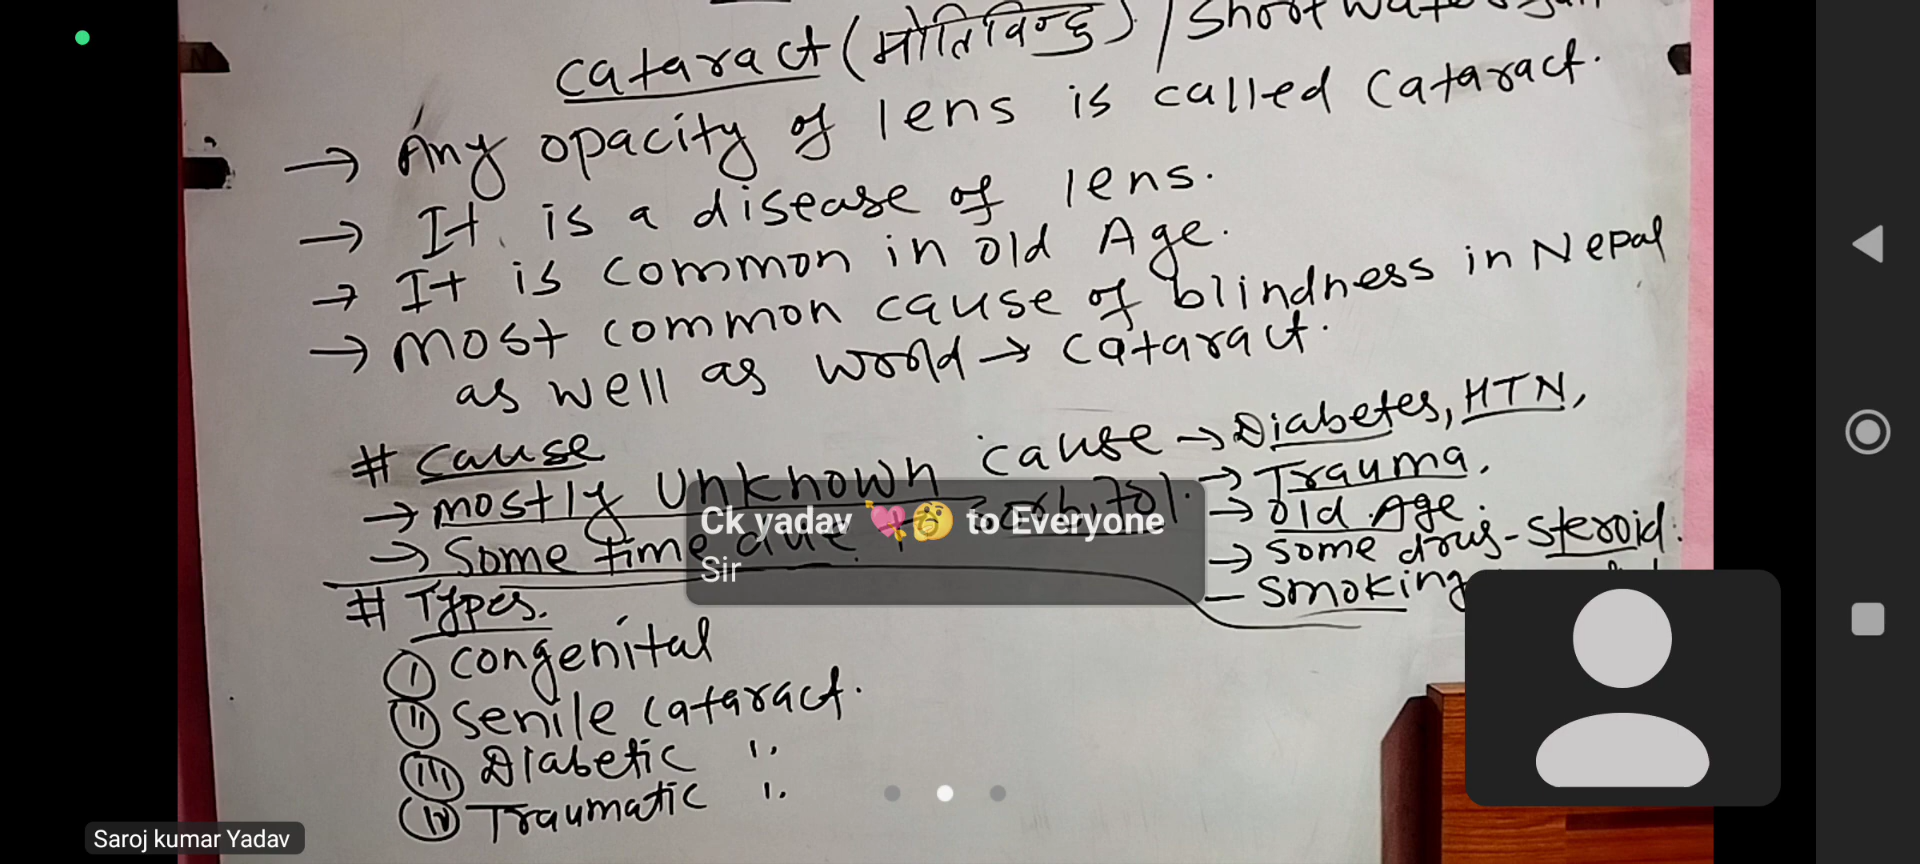 cataract (मोतिविन्दु) / Short
→ Any opacity of lens is called cataract.
→ It is a disease of lens.
→ It is common in old Age.
→ most common cause of blindness in Nepal
as well as world → cataract.
# Cause
→ mostly Unknown cause → Diabetes, HTN,
→ Trauma.
→ Some time due sorbitol. → old Age.
→ some drug - steroid.
– smoking
# Types.
(i) congenital
(ii) senile cataract.
(iii) Diabetic ".
(iv) Traumatic ".
Ck yadav 💘🤔 to Everyone
Sir
Saroj kumar Yadav